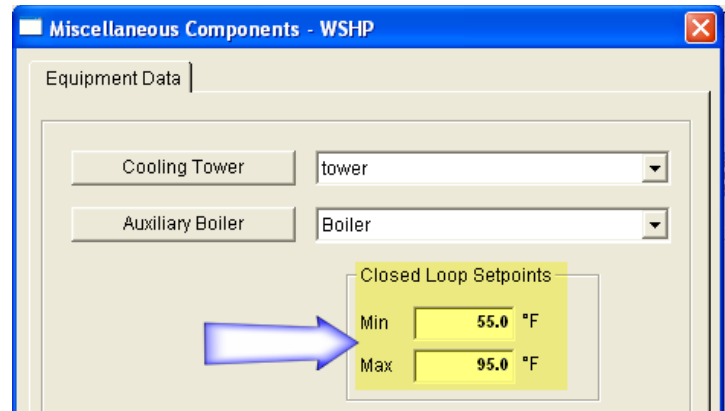 Miscellaneous Components - WSHP
Equipment Data
Cooling Tower tower
Auxiliary Boiler Boiler
Closed Loop Setpoints
Min 55.0 °F
Max 95.0 °F